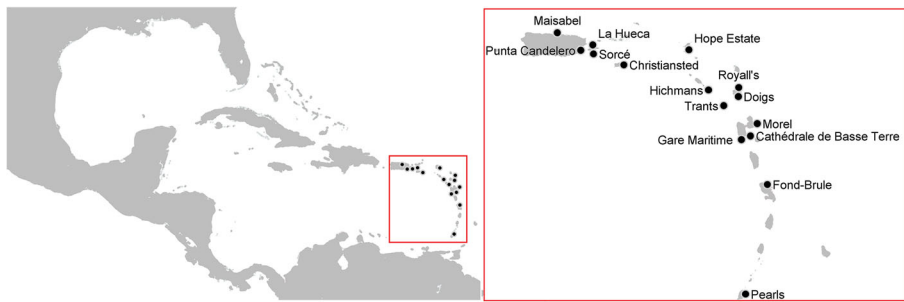 Maisabel
La Hueca
Hope Estate
Punta Candelero
Sorcé
Christiansted
Royall's
Hichmans
Doigs
Trants
Morel
Gare Maritime
Cathédrale de Basse Terre
Fond-Brule
Pearls